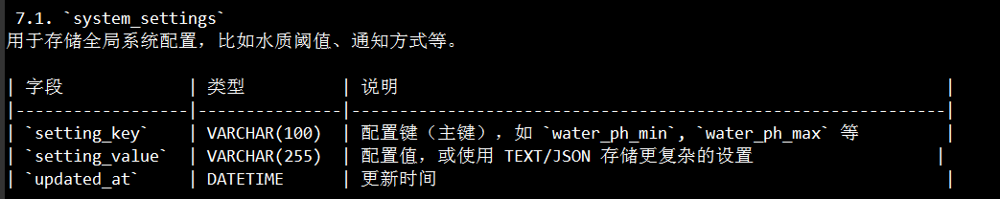 7.1. `system_settings`
用于存储全局系统配置，比如水质阈值、通知方式等。
| 字段 | 类型 | 说明 |
|------------------|---------------|---------------------------------------------------------------|
| `setting_key` | VARCHAR(100) | 配置键（主键），如 `water_ph_min`, `water_ph_max` 等 |
| `setting_value` | VARCHAR(255) | 配置值，或使用 TEXT/JSON 存储更复杂的设置 |
| `updated_at` | DATETIME | 更新时间 |